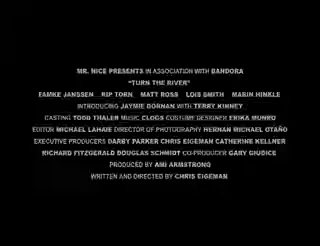 MR. NICE PRESENTS IN ASSOCIATION WITH BANDORA
"TURN THE RIVER"
FAMKE JANSSEN RIP TORN MATT ROSS LOIS SMITH MARIN HINKLE
INTRODUCING JAYMIE DORNAN WITH TERRY KINNEY
CASTING TODD THALER MUSIC CLOGS COSTUME DESIGNER ERIKA MUNRO
EDITOR MICHAEL LAHAIE DIRECTOR OF PHOTOGRAPHY HERNAN MICHAEL OTAÑO
EXECUTIVE PRODUCERS DARBY PARKER CHRIS EIGEMAN CATHERINE KELLNER
RICHARD FITZGERALD DOUGLAS SCHMIDT CO-PRODUCER GARY GIUDICE
PRODUCED BY AMI ARMSTRONG
WRITTEN AND DIRECTED BY CHRIS EIGEMAN